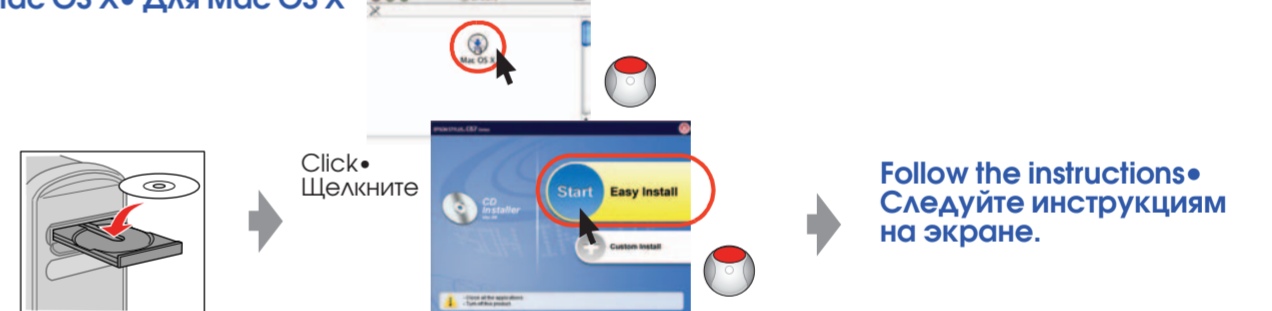 Mac OS X• Для Mac OS X
Mac OS X
Click•
Щелкните
CD
Installer
Start
Easy Install
Custom Install
Follow the instructions•
Следуйте инструкциям
на экране.